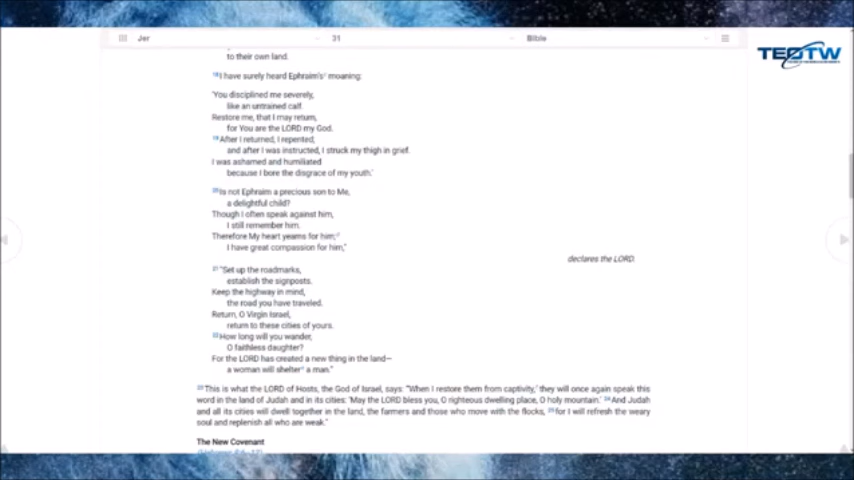 Jer 31 Bible
TEOTW
to their own land.
18 I have surely heard Ephraim's moaning:
'You disciplined me severely,
like an untrained calf.
Restore me, that I may return,
for You are the LORD my God.
19 After I returned, I repented;
and after I was instructed, I struck my thigh in grief.
I was ashamed and humiliated
because I bore the disgrace of my youth.'
20 Is not Ephraim a precious son to Me,
a delightful child?
Though I often speak against him,
I still remember him.
Therefore My heart yearns for him;
I have great compassion for him,"
declares the LORD.
21 "Set up the roadmarks,
establish the signposts.
Keep the highway in mind,
the road you have traveled.
Return, O Virgin Israel,
return to these cities of yours.
22 How long will you wander,
O faithless daughter?
For the LORD has created a new thing in the land—
a woman will shelter a man."
23 This is what the LORD of Hosts, the God of Israel, says: "When I restore them from captivity, they will once again speak this
word in the land of Judah and in its cities: 'May the LORD bless you, O righteous dwelling place, O holy mountain.' 24 And Judah
and all its cities will dwell together in the land, the farmers and those who move with the flocks, 25 for I will refresh the weary
soul and replenish all who are weak."
The New Covenant